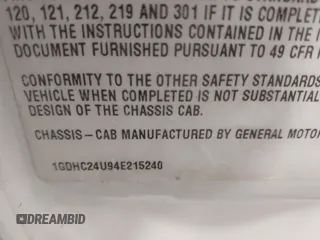 120, 121, 212, 219 AND 301 IF IT IS COMPLE
WITH THE INSTRUCTIONS CONTAINED IN THE
DOCUMENT FURNISHED PURSUANT TO 49 CFR
CONFORMITY TO THE OTHER SAFETY STANDARDS
VEHICLE WHEN COMPLETED IS NOT SUBSTANTIAL
DESIGN OF THE CHASSIS CAB.
CHASSIS-CAB MANUFACTURED BY GENERAL MOTOR
1GDHC24U94E215240
DREAMBID